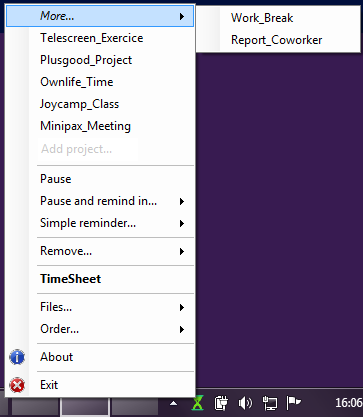 More...
Work_Break
Report_Coworker
Telescreen_Exercice
Plusgood_Project
Ownlife_Time
Joycamp_Class
Minipax_Meeting
Add project...
Pause
Pause and remind in...
Simple reminder...
Remove...
TimeSheet
Files...
Order...
About
Exit
16:06